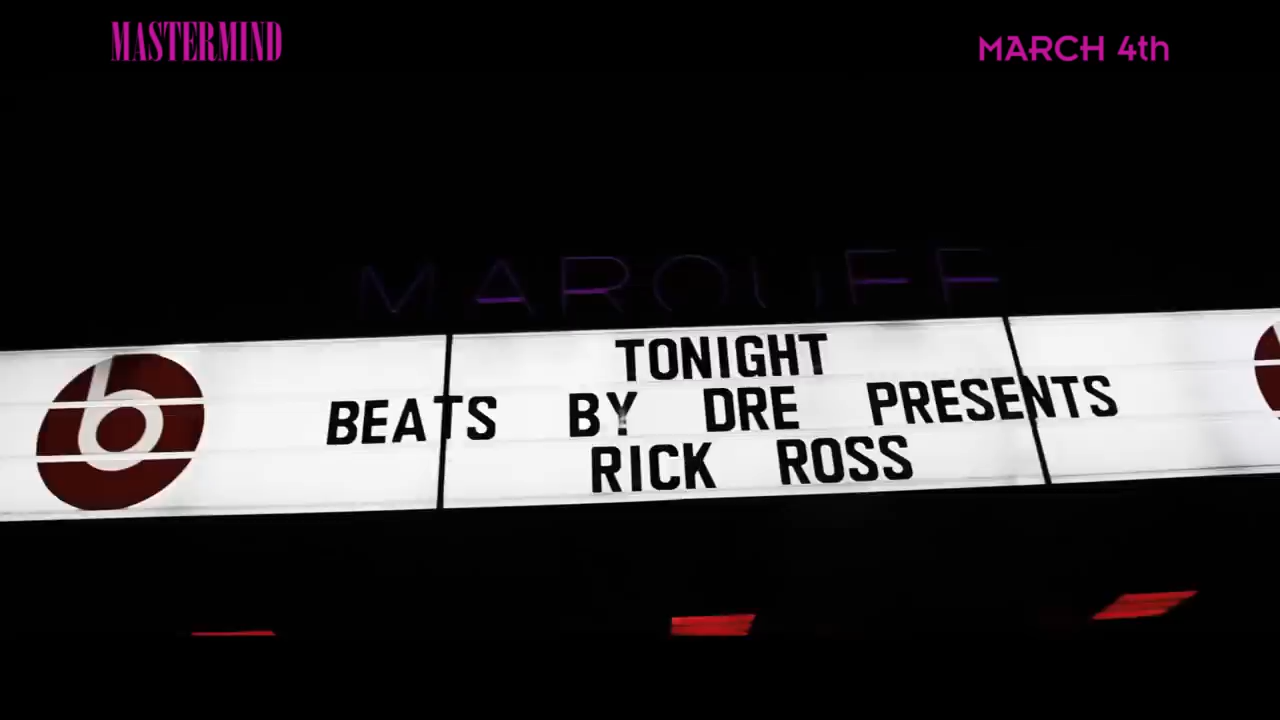 MASTERMIND
MARCH 4th
MARQUEE
b
TONIGHT
BEATS BY DRE PRESENTS
RICK ROSS